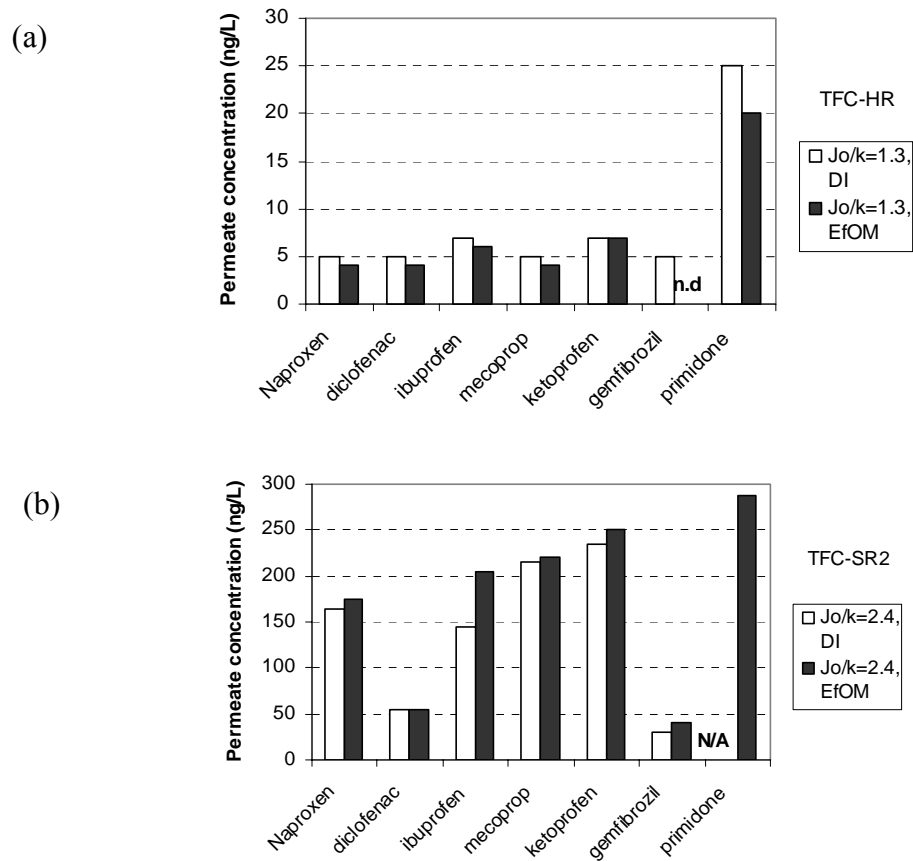 (a)
Permeate concentration (ng/L)
30
25
20
15
10
5
0
n.d
Naproxen
diclofenac
ibuprofen
mecoprop
ketoprofen
gemfibrozil
primidone
TFC-HR
Jo/k=1.3,
DI
Jo/k=1.3,
EfOM
(b)
Permeate concentration (ng/L)
300
250
200
150
100
50
0
N/A
Naproxen
diclofenac
ibuprofen
mecoprop
ketoprofen
gemfibrozil
primidone
TFC-SR2
Jo/k=2.4,
DI
Jo/k=2.4,
EfOM